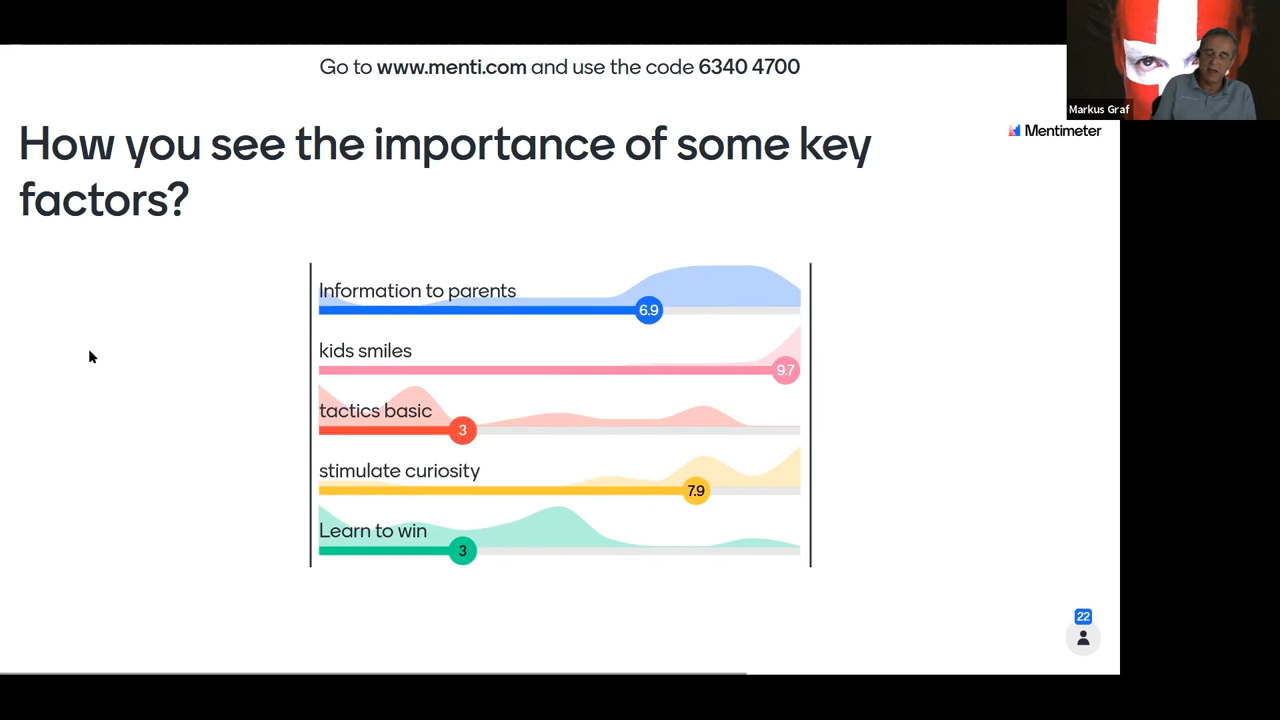 Go to www.menti.com and use the code 6340 4700
Markus Graf
Mentimeter
How you see the importance of some key
factors?
Information to parents
6.9
kids smiles
9.7
tactics basic
3
stimulate curiosity
7.9
Learn to win
3
22